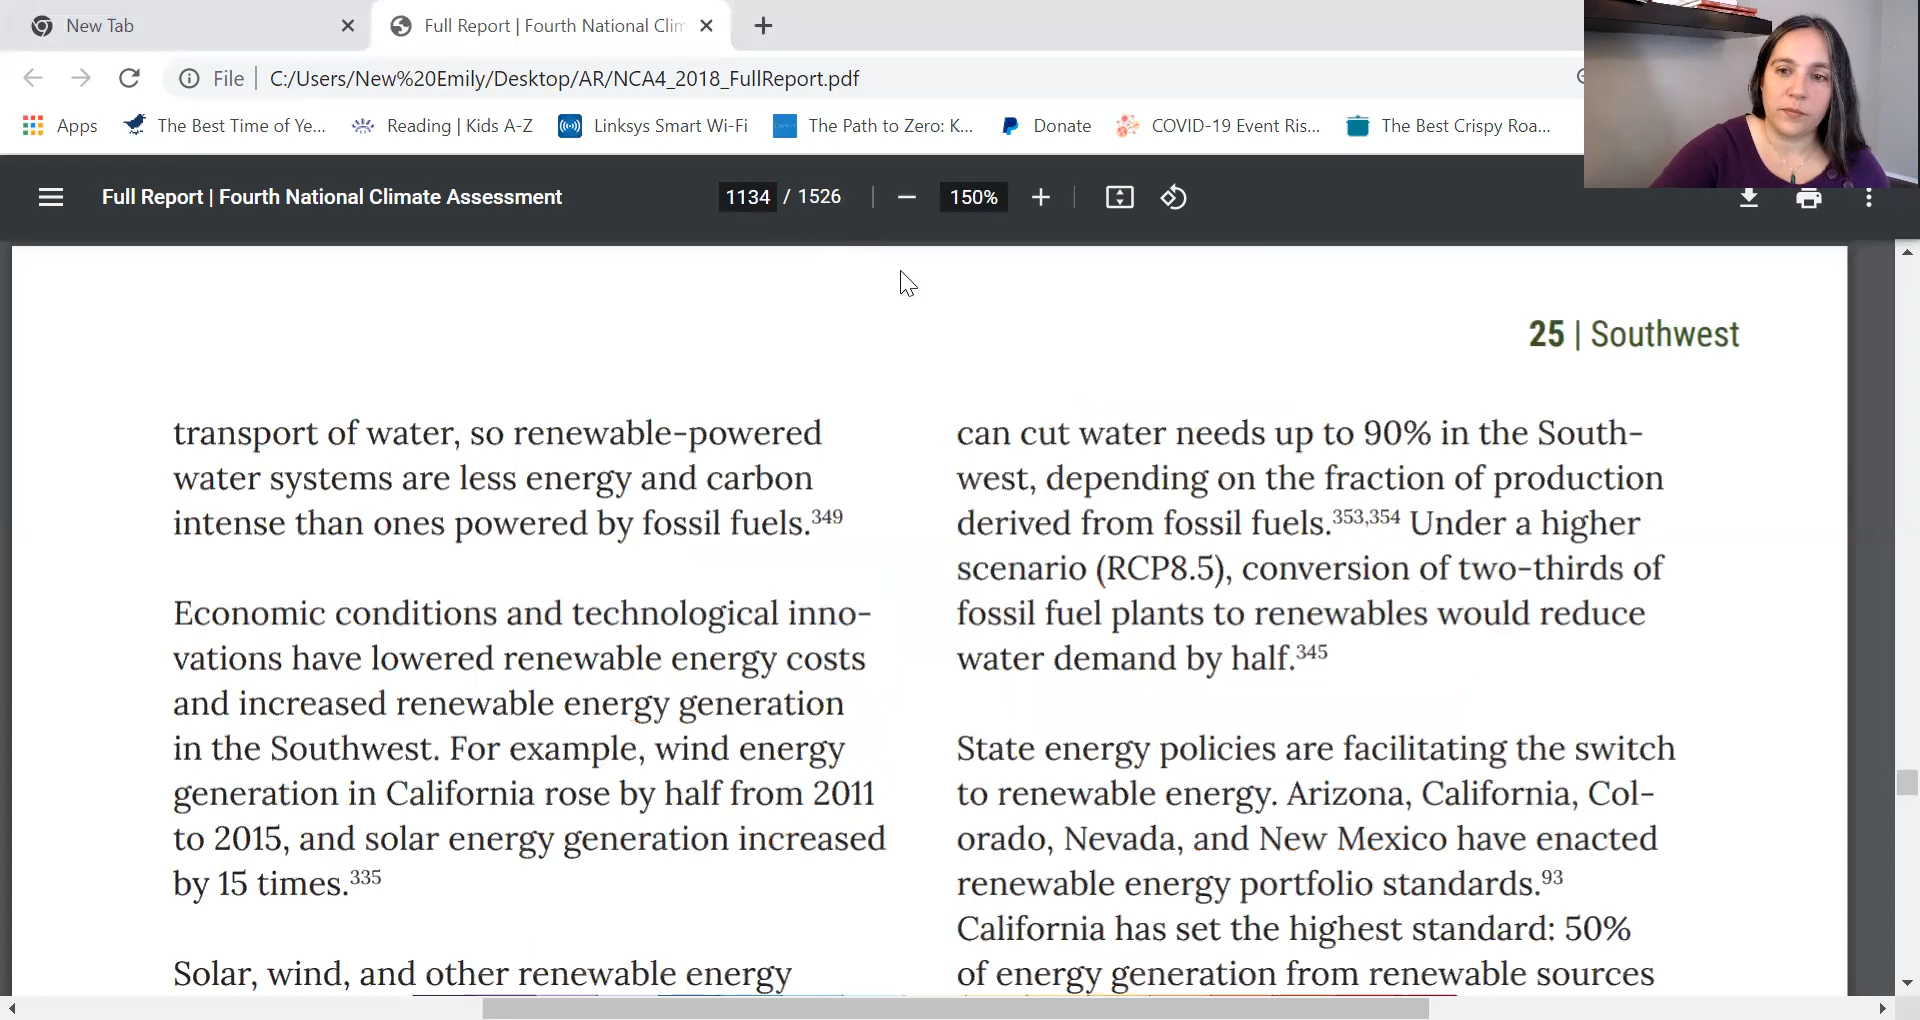 New Tab
Full Report | Fourth National Clim
File
C:/Users/New%20Emily/Desktop/AR/NCA4_2018_FullReport.pdf
Apps
The Best Time of Ye...
Reading | Kids A-Z
Linksys Smart Wi-Fi
The Path to Zero: K...
Donate
COVID-19 Event Ris...
The Best Crispy Roa...
Full Report | Fourth National Climate Assessment
1134 / 1526
150%
25 | Southwest
transport of water, so renewable-powered
water systems are less energy and carbon
intense than ones powered by fossil fuels.349
Economic conditions and technological inno-
vations have lowered renewable energy costs
and increased renewable energy generation
in the Southwest. For example, wind energy
generation in California rose by half from 2011
to 2015, and solar energy generation increased
by 15 times.335
Solar, wind, and other renewable energy
can cut water needs up to 90% in the South-
west, depending on the fraction of production
derived from fossil fuels.353,354 Under a higher
scenario (RCP8.5), conversion of two-thirds of
fossil fuel plants to renewables would reduce
water demand by half.345
State energy policies are facilitating the switch
to renewable energy. Arizona, California, Col-
orado, Nevada, and New Mexico have enacted
renewable energy portfolio standards.93
California has set the highest standard: 50%
of energy generation from renewable sources